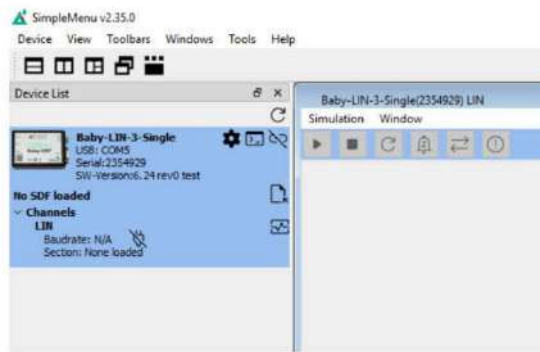 SimpleMenu v2.35.0
Device View Toolbars Windows Tools Help
Device List
Baby-LIN-3-Single
USB: COM5
Serial:2354929
SW-Version:6.24 rev0 test
No SDF loaded
Channels
LIN
Baudrate: N/A
Section: None loaded
Baby-LIN-3-Single(2354929) LIN
Simulation Window